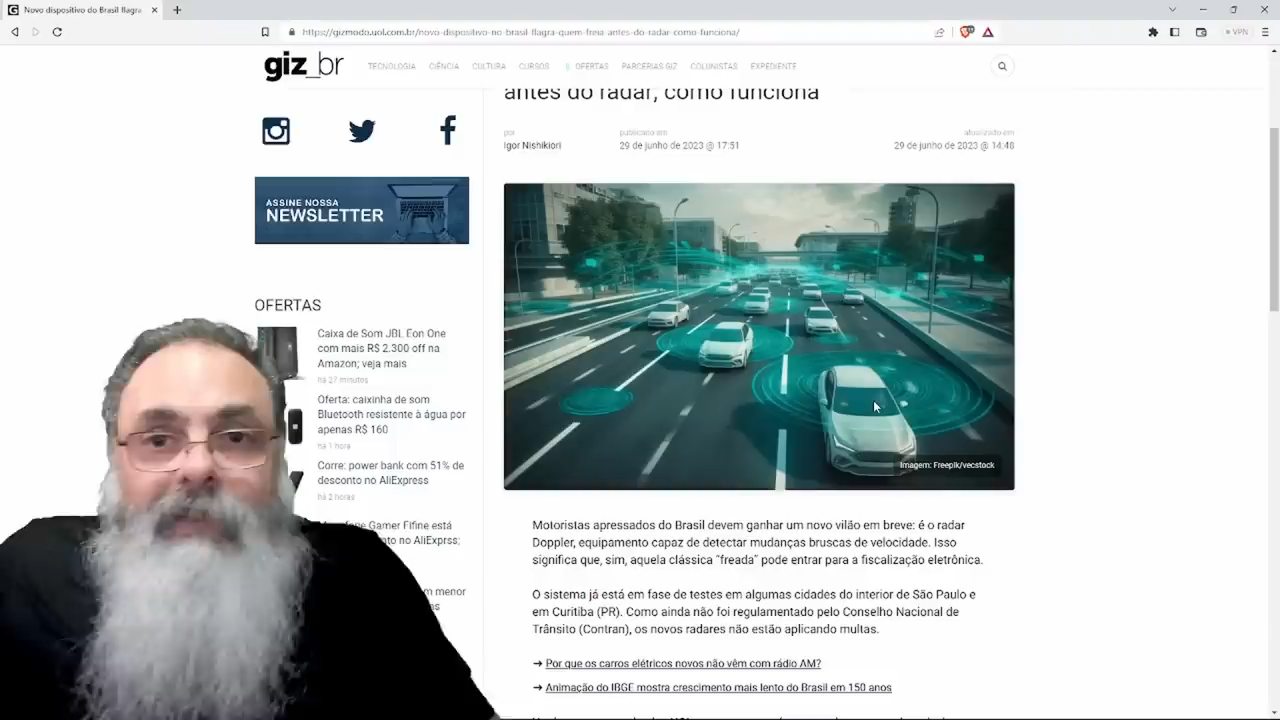 Novo dispositivo do Brasil flagra
https://gizmodo.uol.com.br/novo-dispositivo-no-brasil-flagra-quem-freia-antes-do-radar-como-funciona/
VPN
giz_br
TECNOLOGIA CIÊNCIA CULTURA CURSOS OFERTAS PARCERIAS GIZ COLUNISTAS EXPEDIENTE
antes do radar; como funciona
por
Igor Nishikiori
publicado em
29 de junho de 2023 @ 17:51
atualizado em
29 de junho de 2023 @ 14:48
ASSINE NOSSA
NEWSLETTER
OFERTAS
Caixa de Som JBL Eon One
com mais R$ 2.300 off na
Amazon; veja mais
há 27 minutos
Oferta: caixinha de som
Bluetooth resistente à água por
apenas R$ 160
há 1 hora
Corre: power bank com 51% de
desconto no AliExpress
há 2 horas
Gamer Fifine está
no AliExprss;
menor
Imagem: Freepik/vecstock
Motoristas apressados do Brasil devem ganhar um novo vilão em breve: é o radar
Doppler, equipamento capaz de detectar mudanças bruscas de velocidade. Isso
significa que, sim, aquela clássica “freada” pode entrar para a fiscalização eletrônica.
O sistema já está em fase de testes em algumas cidades do interior de São Paulo e
em Curitiba (PR). Como ainda não foi regulamentado pelo Conselho Nacional de
Trânsito (Contran), os novos radares não estão aplicando multas.
→ Por que os carros elétricos novos não vêm com rádio AM?
→ Animação do IBGE mostra crescimento mais lento do Brasil em 150 anos